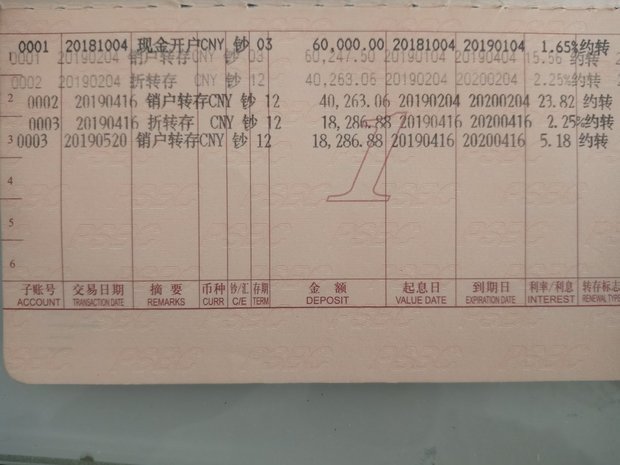 0001 20181004 现金开户CNY 钞 03 60,000.00 20181004 20190104 1.65%约转
1 0001 20190204 销户转存CNY 钞 03 60,247.50 20190104 20190404 15.56 约转
0002 20190204 折转存 CNY 钞 12 40,263.06 20190204 20200204 2.25%约转
2 0002 20190416 销户转存CNY 钞 12 40,263.06 20190204 20200204 23.82 约转
0003 20190416 折转存 CNY 钞 12 18,286.88 20190416 20200416 2.25%约转
3 0003 20190520 销户转存CNY 钞 12 18,286.88 20190416 20200416 5.18 约转
4
5
6
子账号 交易日期 摘 要 币种 钞/汇 存期 金 额 起息日 到期日 利率/利息 转存标志
ACCOUNT TRANSACTION DATE REMARKS CURR C/E TERM DEPOSIT VALUE DATE EXPIRATION DATE INTEREST RENEWAL TYPE